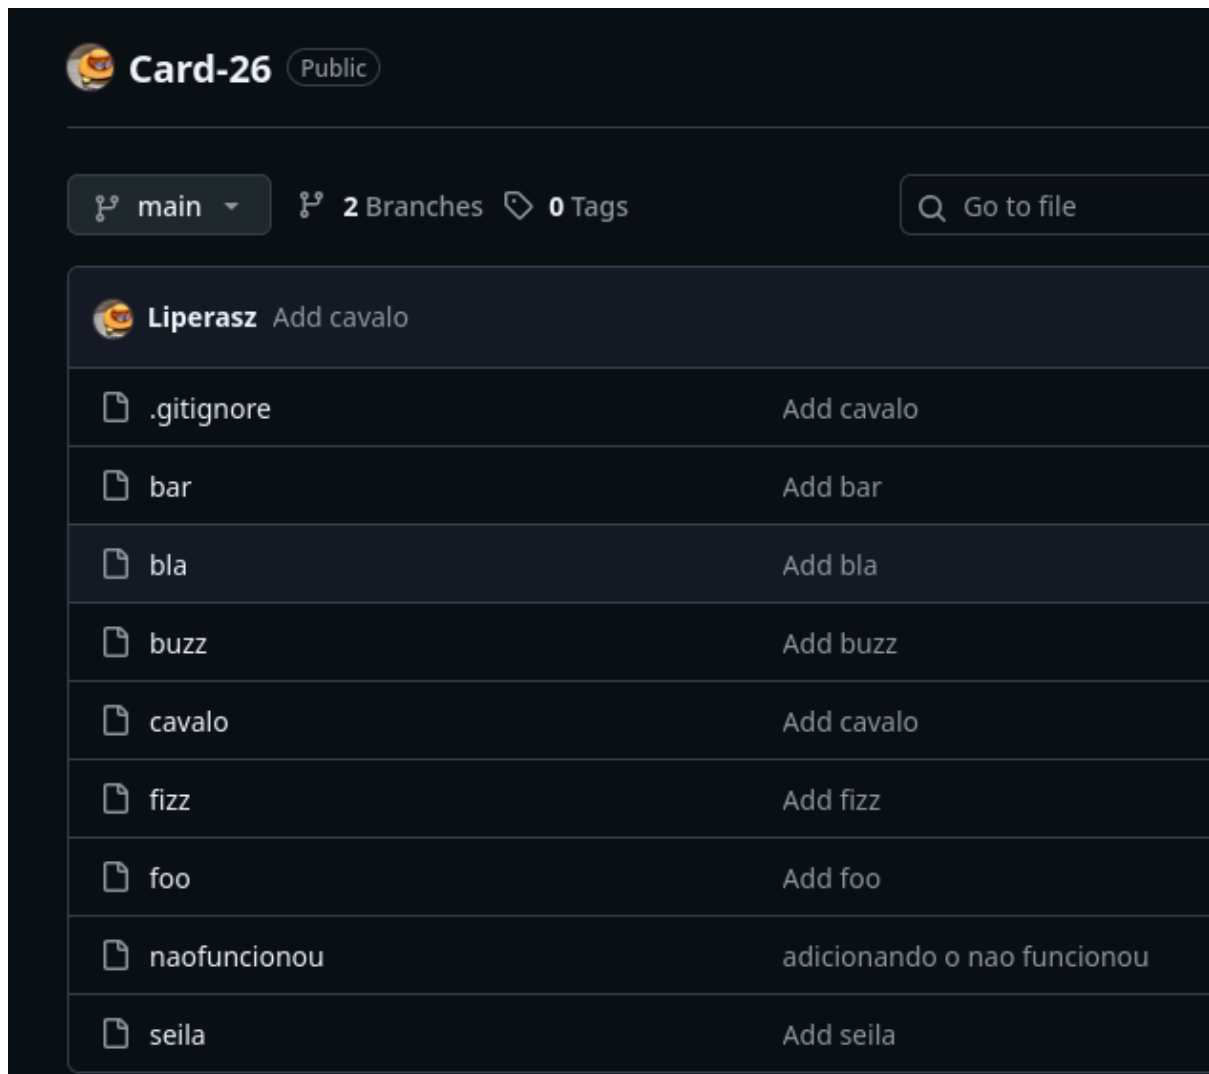 Card-26 Public
main 2 Branches 0 Tags Go to file
Liperasz Add cavalo
.gitignore Add cavalo
bar Add bar
bla Add bla
buzz Add buzz
cavalo Add cavalo
fizz Add fizz
foo Add foo
naofuncionou adicionando o nao funcionou
seila Add seila